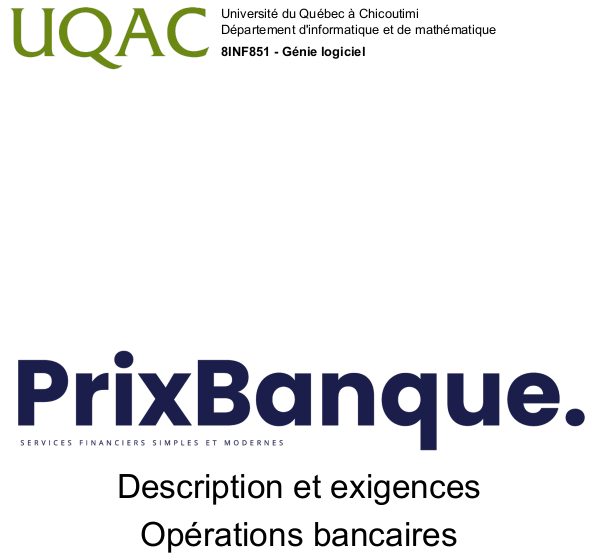 UQAC
Université du Québec à Chicoutimi
Département d'informatique et de mathématique
8INF851 - Génie logiciel
PrixBanque.
SERVICES FINANCIERS SIMPLES ET MODERNES
Description et exigences
Opérations bancaires